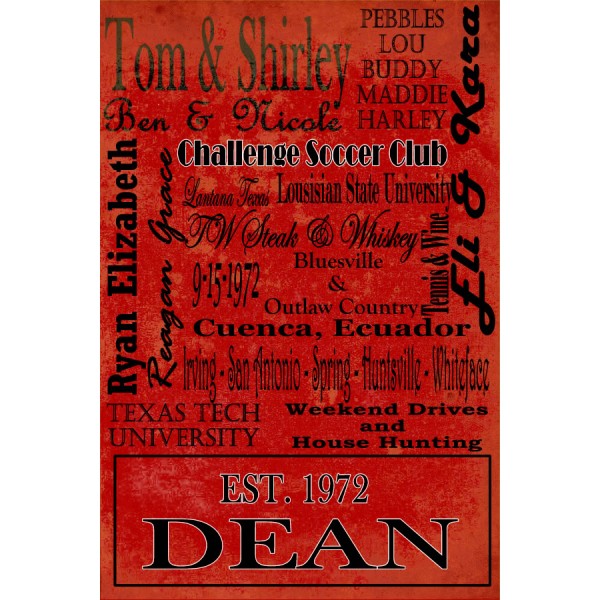 Tom & Shirley
PEBBLES
LOU
BUDDY
MADDIE
HARLEY
Ben & Nicole
Eli & Kara
Challenge Soccer Club
Ryan Elizabeth
Reagan Grace
Lantana Texas
Lousisian State University
TW Steak & Whiskey
Tennis & Wine
9-15-1972
Bluesville
&
Outlaw Country
Cuenca, Ecuador
Irving - San Antonio - Spring - Huntsville - Whiteface
TEXAS TECH
UNIVERSITY
Weekend Drives
and
House Hunting
EST. 1972
DEAN